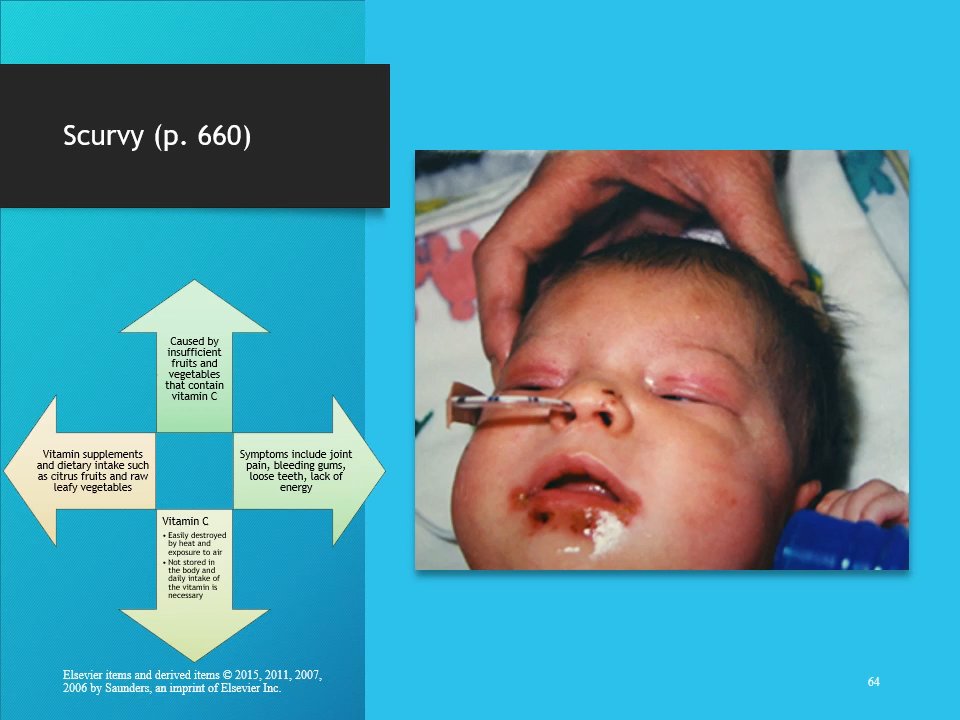 Scurvy (p. 660)
Caused by
insufficient
fruits and
vegetables
that contain
vitamin C
Vitamin supplements
and dietary intake such
as citrus fruits and raw
leafy vegetables
Symptoms include joint
pain, bleeding gums,
loose teeth, lack of
energy
Vitamin C
• Easily destroyed
by heat and
exposure to air
• Not stored in
the body and
daily intake of
the vitamin is
necessary
Elsevier items and derived items © 2015, 2011, 2007,
2006 by Saunders, an imprint of Elsevier Inc.
64